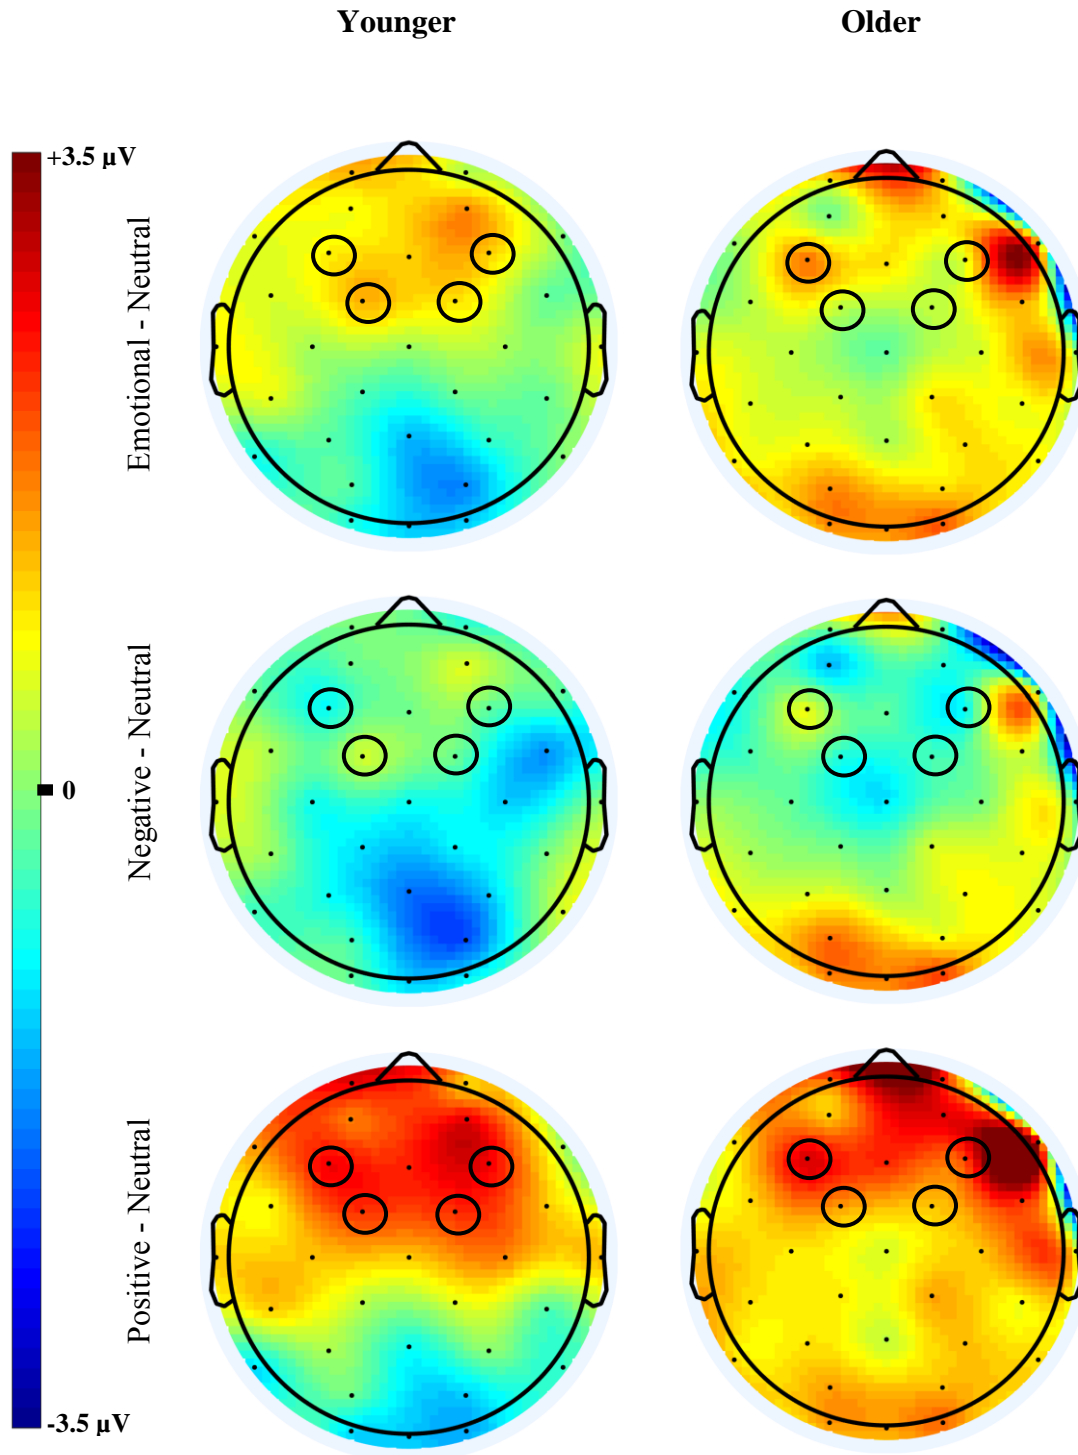 Younger
Older
+3.5 µV
Emotional - Neutral
0
Negative - Neutral
Positive - Neutral
-3.5 µV